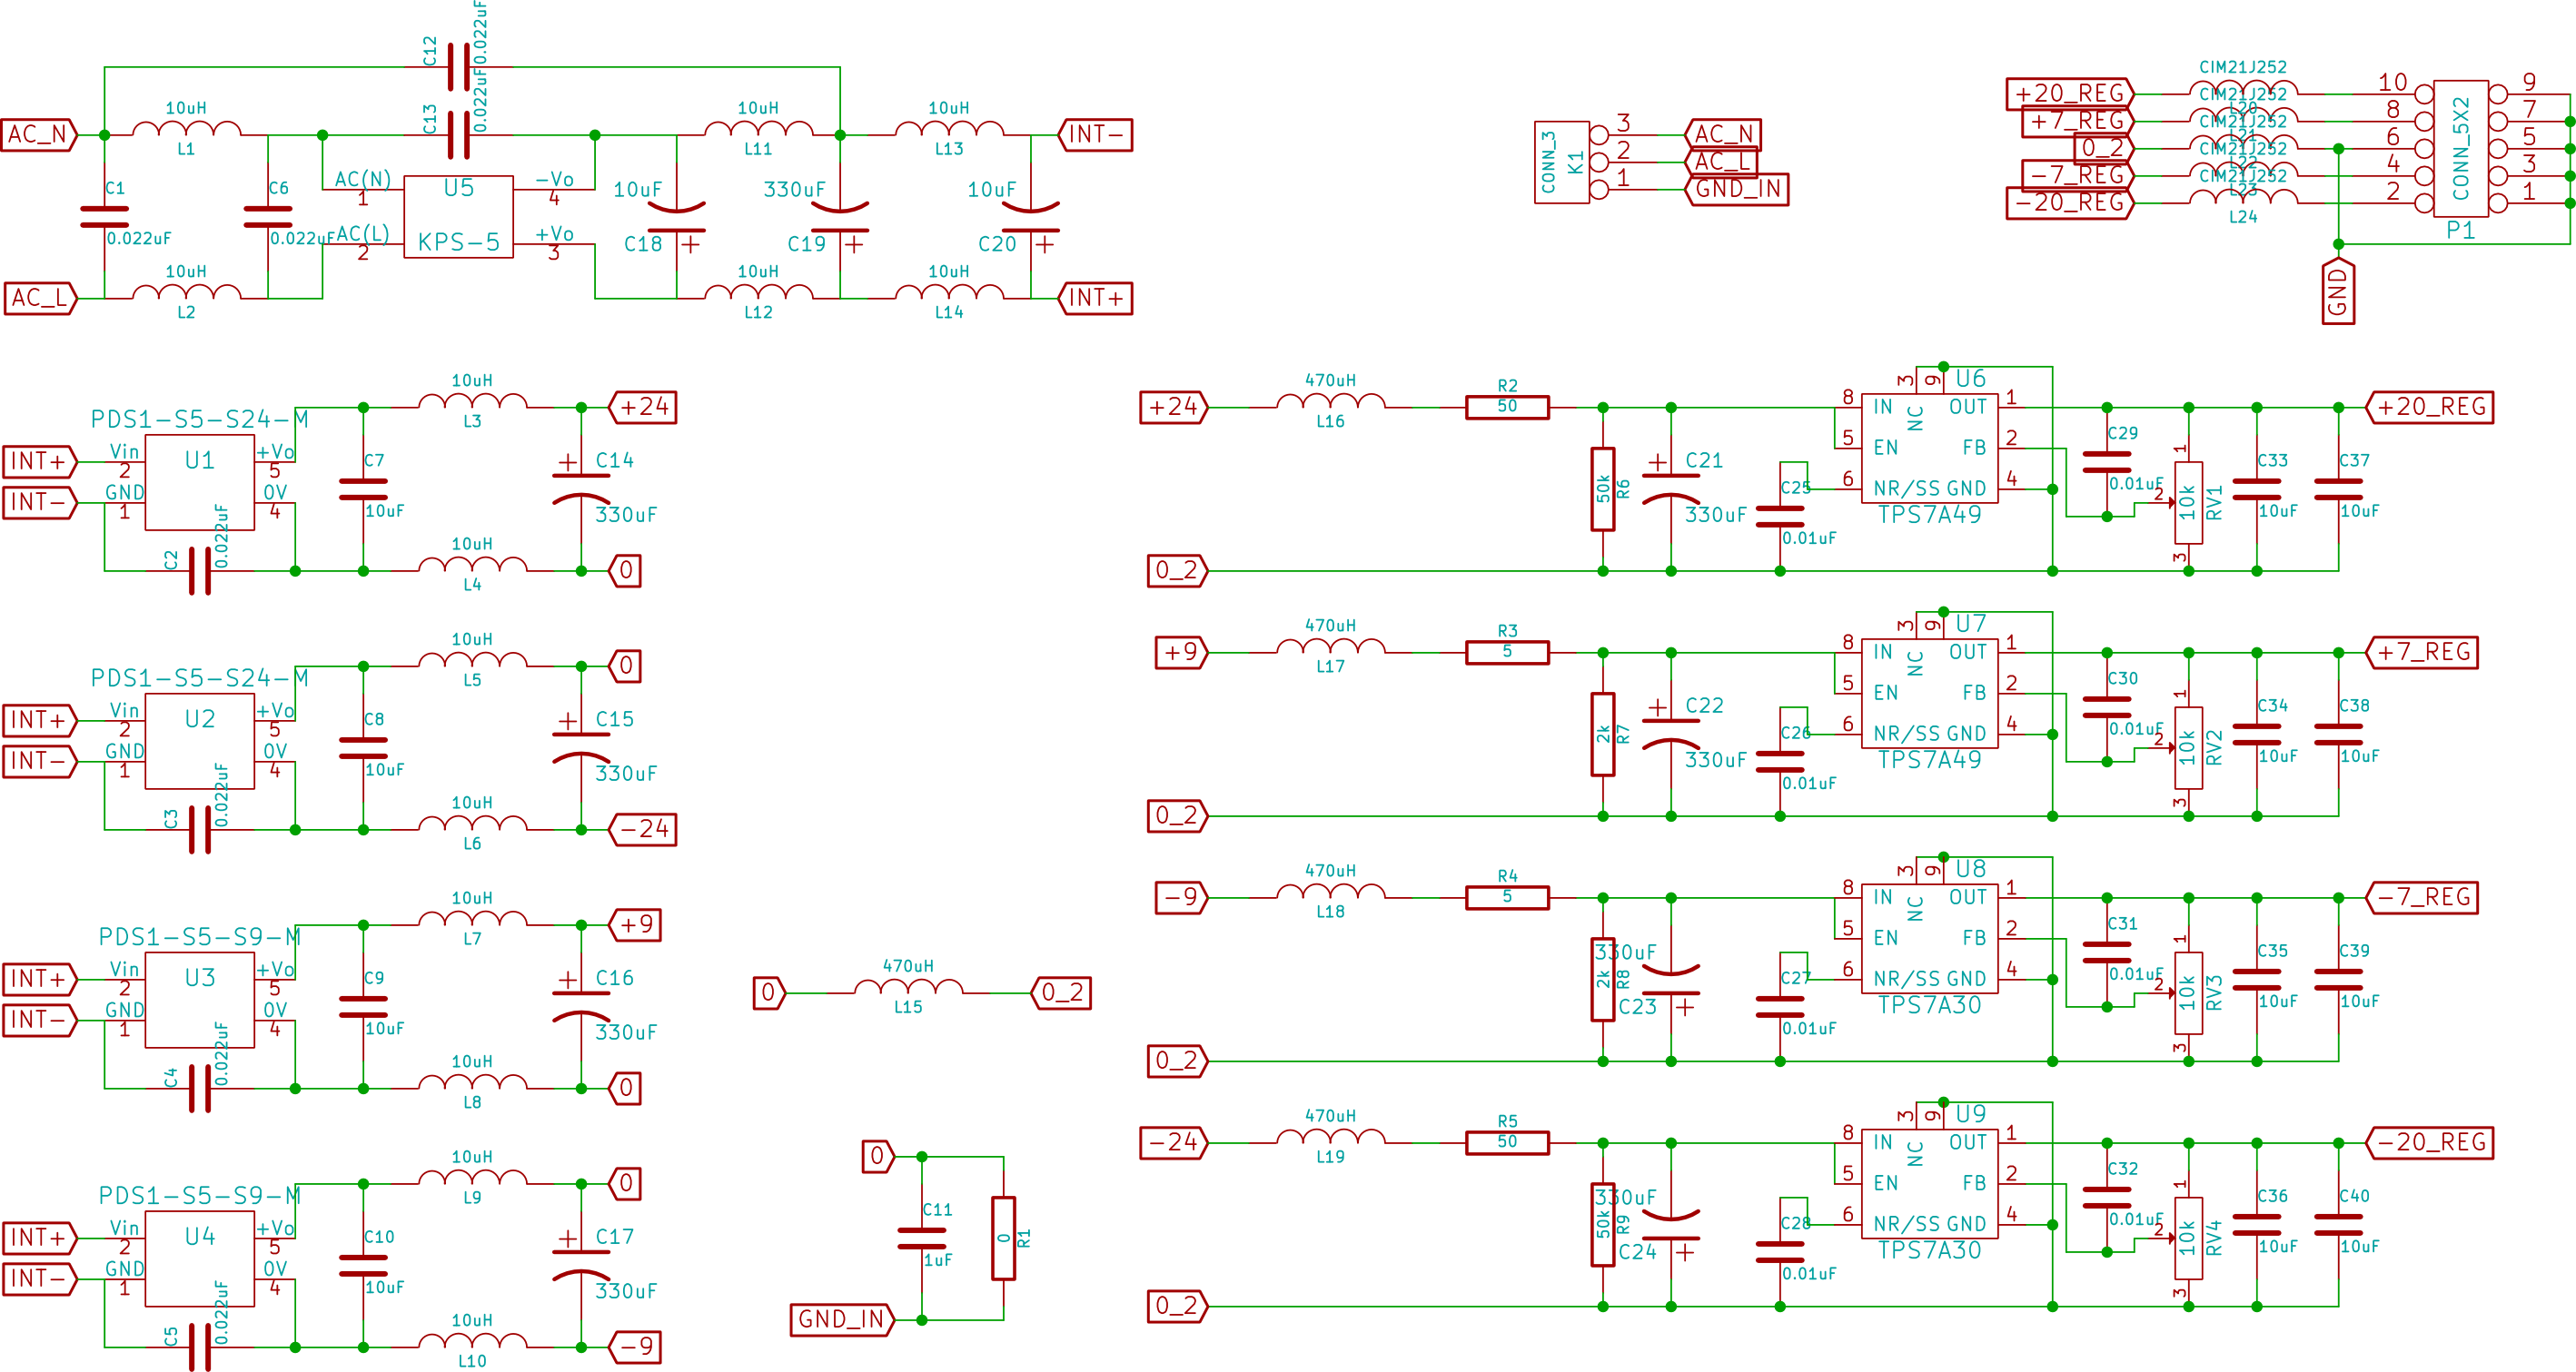 C12
0.022uF
AC_N
10uH
L1
C13
0.022uF
10uH
L11
10uH
L13
INT-
C1
0.022uF
C6
0.022uF
AC(N)
1
AC(L)
2
U5
KPS-5
-Vo
4
+Vo
3
10uF
C18
330uF
C19
10uF
C20
AC_L
10uH
L2
10uH
L12
10uH
L14
INT+
CONN_3
K1
3
AC_N
2
AC_L
1
GND_IN
+20_REG
CIM21J252
L20
10
9
+7_REG
CIM21J252
L21
8
7
0_2
CIM21J252
L22
6
5
-7_REG
CIM21J252
L23
4
3
-20_REG
L24
2
1
CONN_5X2
P1
GND
PDS1-S5-S24-M
INT+
Vin
2
U1
+Vo
5
INT-
GND
1
0V
4
C2
0.022uF
C7
10uF
10uH
L3
+24
C14
330uF
10uH
L4
0
PDS1-S5-S24-M
INT+
Vin
2
U2
+Vo
5
INT-
GND
1
0V
4
C3
0.022uF
C8
10uF
10uH
L5
0
C15
330uF
10uH
L6
-24
PDS1-S5-S9-M
INT+
Vin
2
U3
+Vo
5
INT-
GND
1
0V
4
C4
0.022uF
C9
10uF
10uH
L7
+9
C16
330uF
10uH
L8
0
PDS1-S5-S9-M
INT+
Vin
2
U4
+Vo
5
INT-
GND
1
0V
4
C5
0.022uF
C10
10uF
10uH
L9
0
C17
330uF
10uH
L10
-9
0
470uH
L15
0_2
0
C11
1uF
0
R1
GND_IN
+24
470uH
L16
R2
50
50k
R6
C21
330uF
C25
0.01uF
3
9
NC
U6
8
IN
OUT
1
5
EN
FB
2
6
NR/SS
GND
4
TPS7A49
C29
0.01uF
1
2
3
10k
RV1
C33
10uF
C37
10uF
+20_REG
0_2
+9
470uH
L17
R3
5
2k
R7
C22
330uF
C26
0.01uF
3
9
NC
U7
8
IN
OUT
1
5
EN
FB
2
6
NR/SS
GND
4
TPS7A49
C30
0.01uF
1
2
3
10k
RV2
C34
10uF
C38
10uF
+7_REG
0_2
-9
470uH
L18
R4
5
2k
R8
330uF
C23
C27
0.01uF
3
9
NC
U8
8
IN
OUT
1
5
EN
FB
2
6
NR/SS
GND
4
TPS7A30
C31
0.01uF
1
2
3
10k
RV3
C35
10uF
C39
10uF
-7_REG
0_2
-24
470uH
L19
R5
50
50k
R9
330uF
C24
C28
0.01uF
3
9
NC
U9
8
IN
OUT
1
5
EN
FB
2
6
NR/SS
GND
4
TPS7A30
C32
0.01uF
1
2
3
10k
RV4
C36
10uF
C40
10uF
-20_REG
0_2